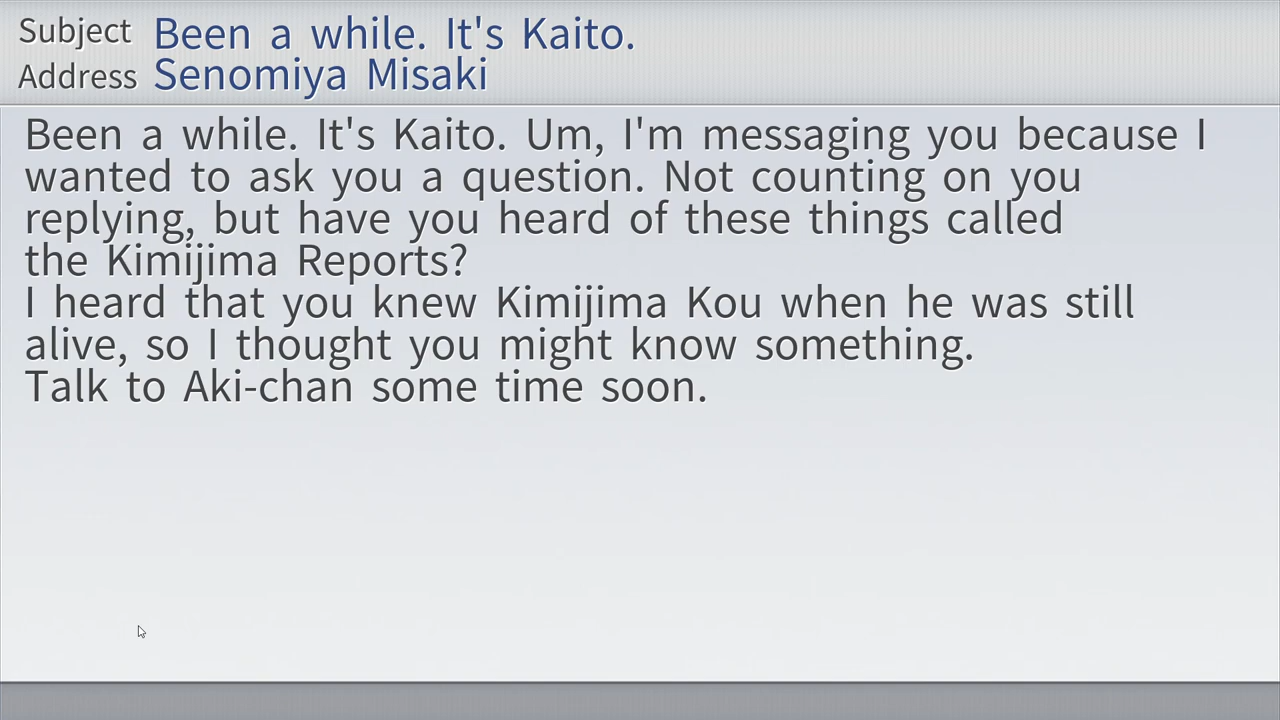 Subject Been a while. It's Kaito.
Address Senomiya Misaki
Been a while. It's Kaito. Um, I'm messaging you because I
wanted to ask you a question. Not counting on you
replying, but have you heard of these things called
the Kimijima Reports?
I heard that you knew Kimijima Kou when he was still
alive, so I thought you might know something.
Talk to Aki-chan some time soon.